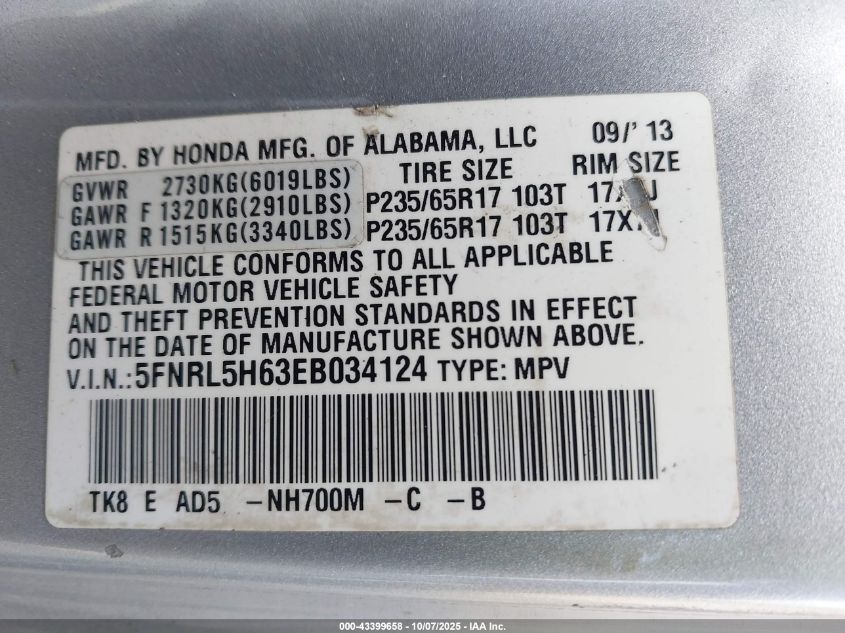 MFD. BY HONDA MFG. OF ALABAMA, LLC 09/' 13
TIRE SIZE RIM SIZE
GVWR 2730KG(6019LBS)
GAWR F 1320KG(2910LBS) P235/65R17 103T
GAWR R 1515KG(3340LBS) P235/65R17 103T
THIS VEHICLE CONFORMS TO ALL APPLICABLE
FEDERAL MOTOR VEHICLE SAFETY
AND THEFT PREVENTION STANDARDS IN EFFECT
ON THE DATE OF MANUFACTURE SHOWN ABOVE.
V.I.N.:5FNRL5H63EB034124 TYPE: MPV
TK8 E AD5 -NH700M -C -B
000-43399658 - 10/07/2025 - IAA Inc.